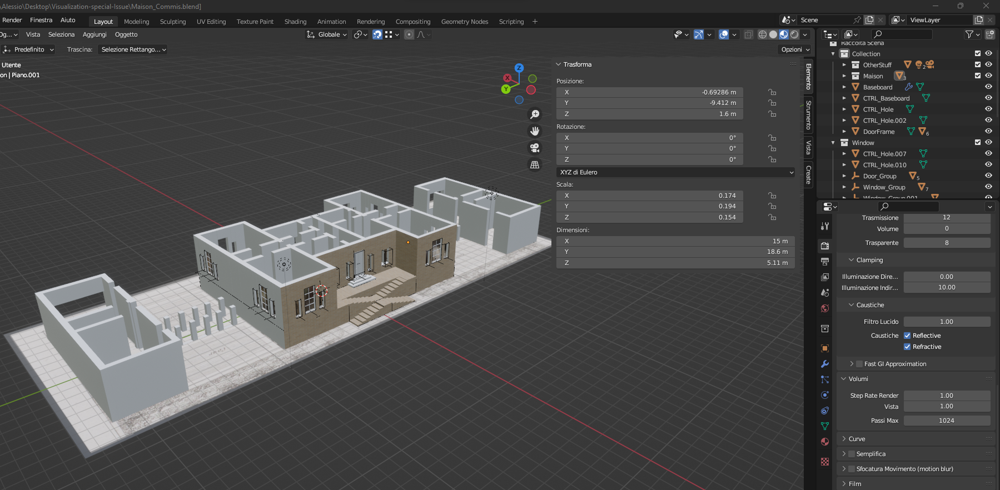 \Alessio\Desktop\Visualization-special-Issue\Maison_Commis.blend]
Render Finestra Aiuto Layout Modeling Sculpting UV Editing Texture Paint Shading Animation Rendering Compositing Geometry Nodes Scripting + Scene ViewLayer
Og... Vista Seleziona Aggiungi Oggetto Globale
Predefinito Trascina: Selezione Rettango... Opzioni
Utente
on | Piano.001
Z
X
Y
Trasforma
Posizione:
X -0.69286 m
Y -9.412 m
Z 1.6 m
Rotazione:
X 0°
Y 0°
Z 0°
XYZ di Eulero
Scala:
X 0.174
Y 0.194
Z 0.154
Dimensioni:
X 15 m
Y 18.6 m
Z 5.11 m
Elemento
Strumento
Vista
Create
Raccolta Scena
Collection
OtherStuff 2
Maison 3
Baseboard
CTRL_Baseboard
CTRL_Hole
CTRL_Hole.002
DoorFrame 6
Window
CTRL_Hole.007
CTRL_Hole.010
Door_Group 5
Window_Group 7
Window_Group.001
Trasmissione 12
Volume 0
Trasparente 8
Clamping
Illuminazione Dire... 0.00
Illuminazione Indir... 10.00
Caustiche
Filtro Lucido 1.00
Caustiche Reflective
Refractive
Fast GI Approximation
Volumi
Step Rate Render 1.00
Vista 1.00
Passi Max 1024
Curve
Semplifica
Sfocatura Movimento (motion blur)
Film